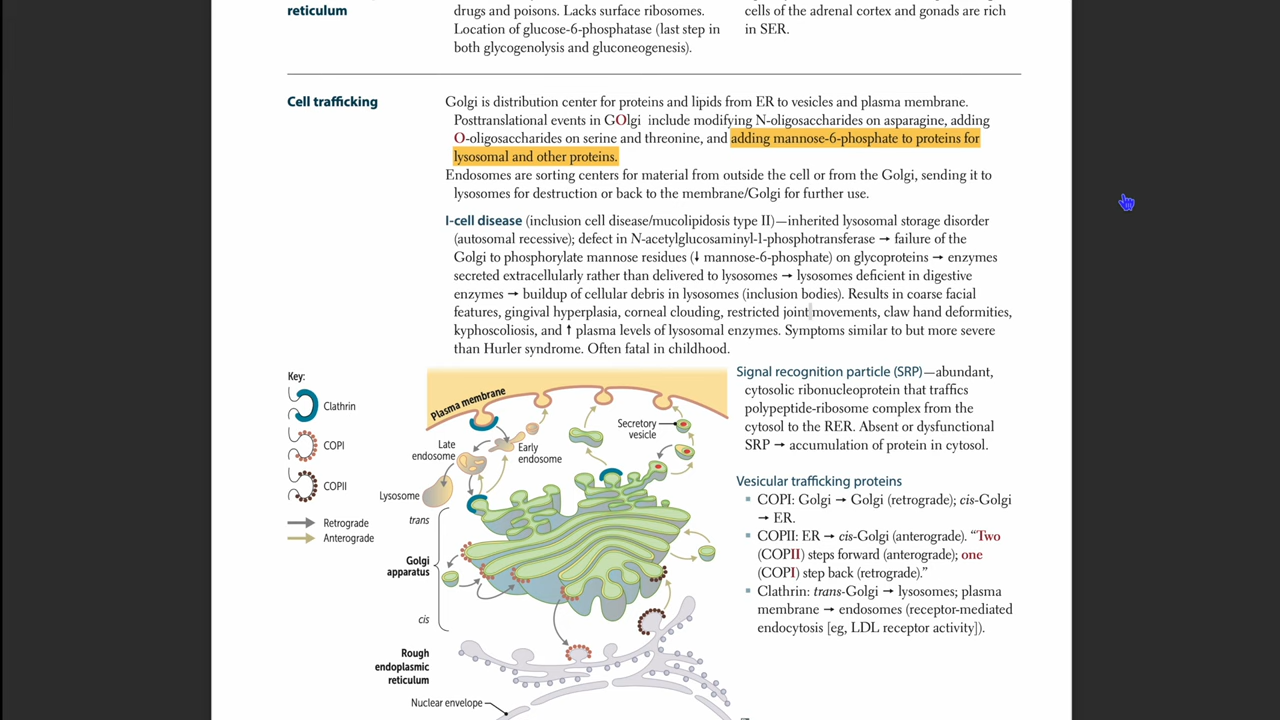 reticulum
drugs and poisons. Lacks surface ribosomes.
Location of glucose-6-phosphatase (last step in
both glycogenolysis and gluconeogenesis).
cells of the adrenal cortex and gonads are rich
in SER.
Cell trafficking
Golgi is distribution center for proteins and lipids from ER to vesicles and plasma membrane.
Posttranslational events in GOlgi include modifying N-oligosaccharides on asparagine, adding
O-oligosaccharides on serine and threonine, and adding mannose-6-phosphate to proteins for
lysosomal and other proteins.
Endosomes are sorting centers for material from outside the cell or from the Golgi, sending it to
lysosomes for destruction or back to the membrane/Golgi for further use.
I-cell disease (inclusion cell disease/mucolipidosis type II)—inherited lysosomal storage disorder
(autosomal recessive); defect in N-acetylglucosaminyl-1-phosphotransferase → failure of the
Golgi to phosphorylate mannose residues (↓ mannose-6-phosphate) on glycoproteins → enzymes
secreted extracellularly rather than delivered to lysosomes → lysosomes deficient in digestive
enzymes → buildup of cellular debris in lysosomes (inclusion bodies). Results in coarse facial
features, gingival hyperplasia, corneal clouding, restricted joint movements, claw hand deformities,
kyphoscoliosis, and ↑ plasma levels of lysosomal enzymes. Symptoms similar to but more severe
than Hurler syndrome. Often fatal in childhood.
Key:
Clathrin
COPI
COPII
Retrograde
Anterograde
Plasma membrane
Secretory
vesicle
Late
endosome
Early
endosome
Lysosome
trans
Golgi
apparatus
cis
Rough
endoplasmic
reticulum
Nuclear envelope
Signal recognition particle (SRP)—abundant,
cytosolic ribonucleoprotein that traffics
polypeptide-ribosome complex from the
cytosol to the RER. Absent or dysfunctional
SRP → accumulation of protein in cytosol.
Vesicular trafficking proteins
▪ COPI: Golgi → Golgi (retrograde); cis-Golgi
→ ER.
▪ COPII: ER → cis-Golgi (anterograde). “Two
(COPII) steps forward (anterograde); one
(COPI) step back (retrograde).”
▪ Clathrin: trans-Golgi → lysosomes; plasma
membrane → endosomes (receptor-mediated
endocytosis [eg, LDL receptor activity]).